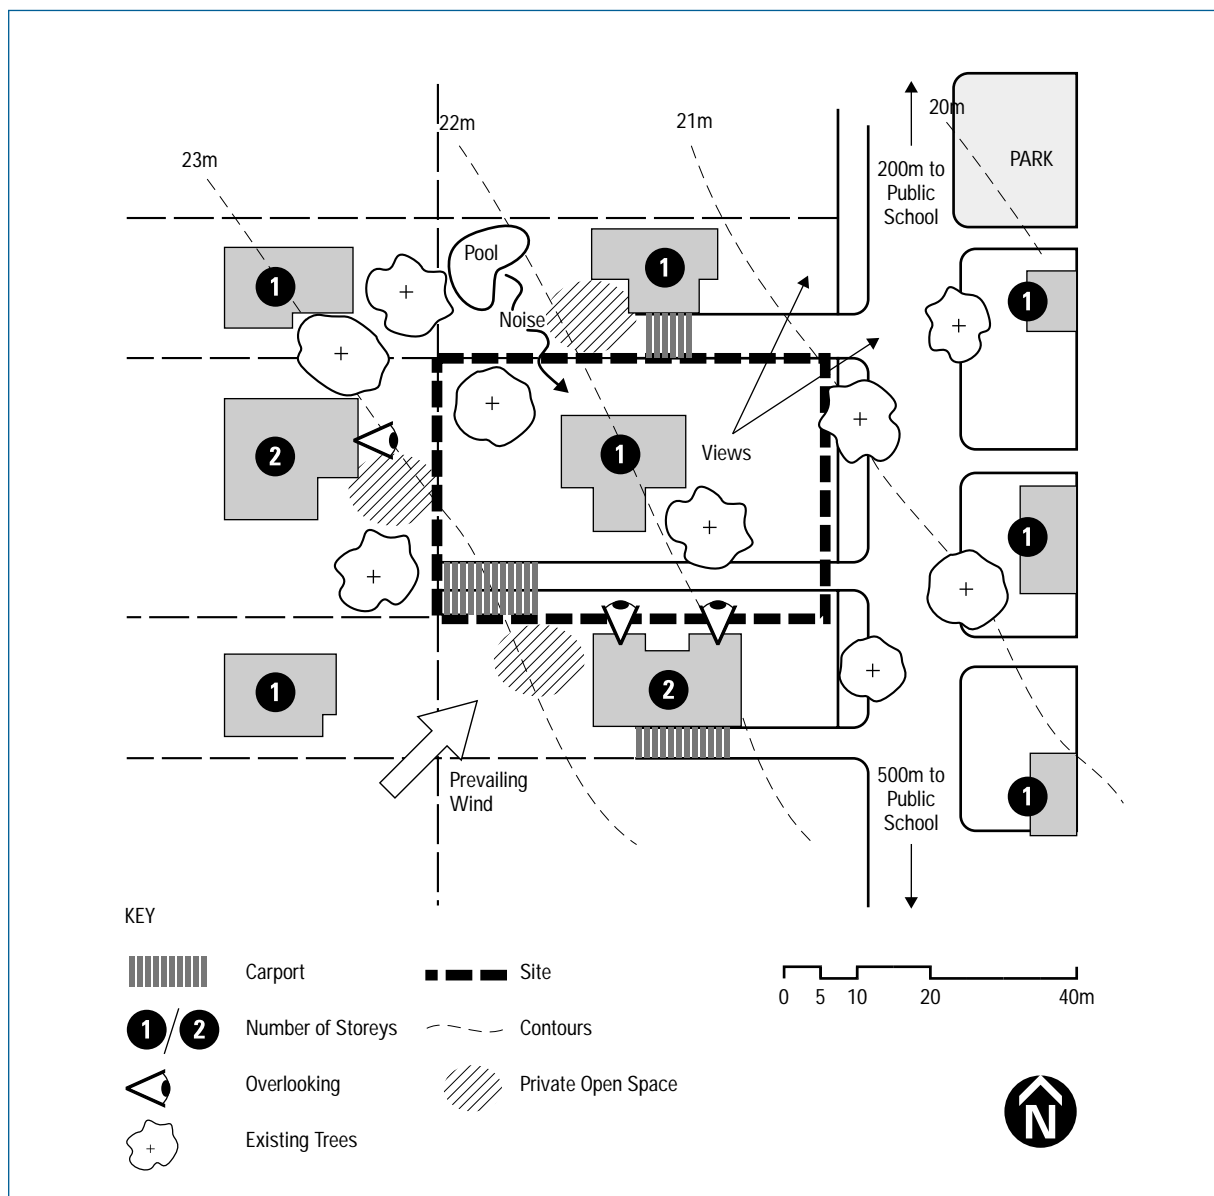 20m
22m
21m
PARK
23m
200m to
Public
School
Pool
1
1
1
Noise
2
1
Views
1
1
2
Prevailing
Wind
500m to
Public
School
1
KEY
Carport
Site
0 5 10 20 40m
1/2
Number of Storeys
Contours
Overlooking
Private Open Space
Existing Trees
N